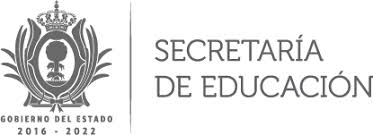 SECRETARÍA
DE EDUCACIÓN
GOBIERNO DEL ESTADO
2016 - 2022